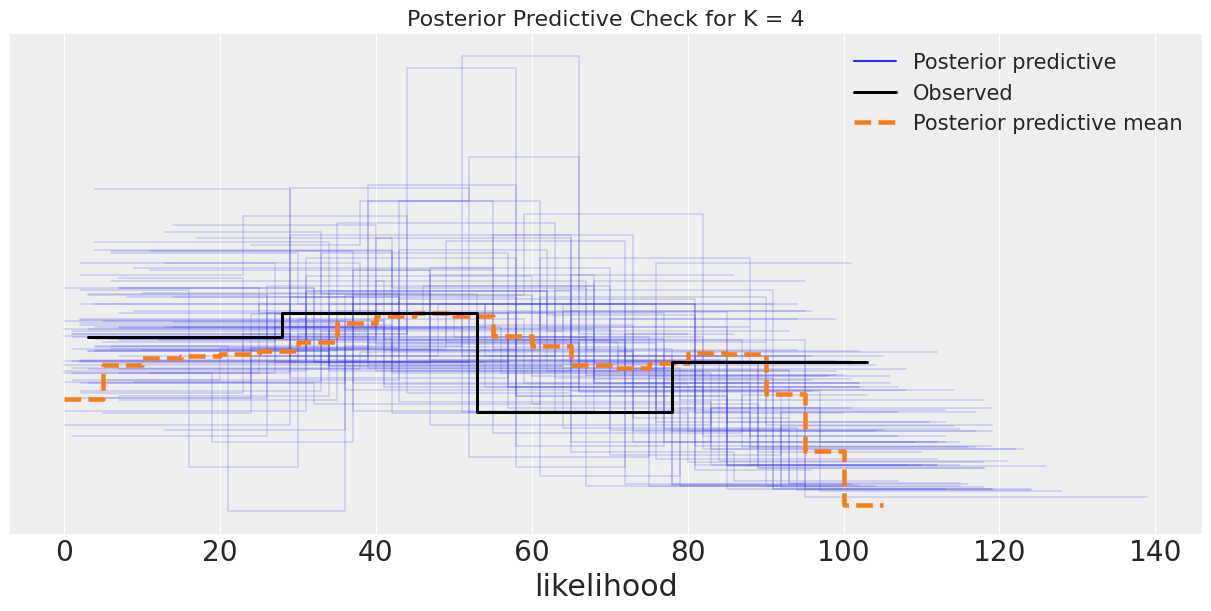 Posterior Predictive Check for K = 4
Posterior predictive
Observed
Posterior predictive mean
0 20 40 60 80 100 120 140
likelihood